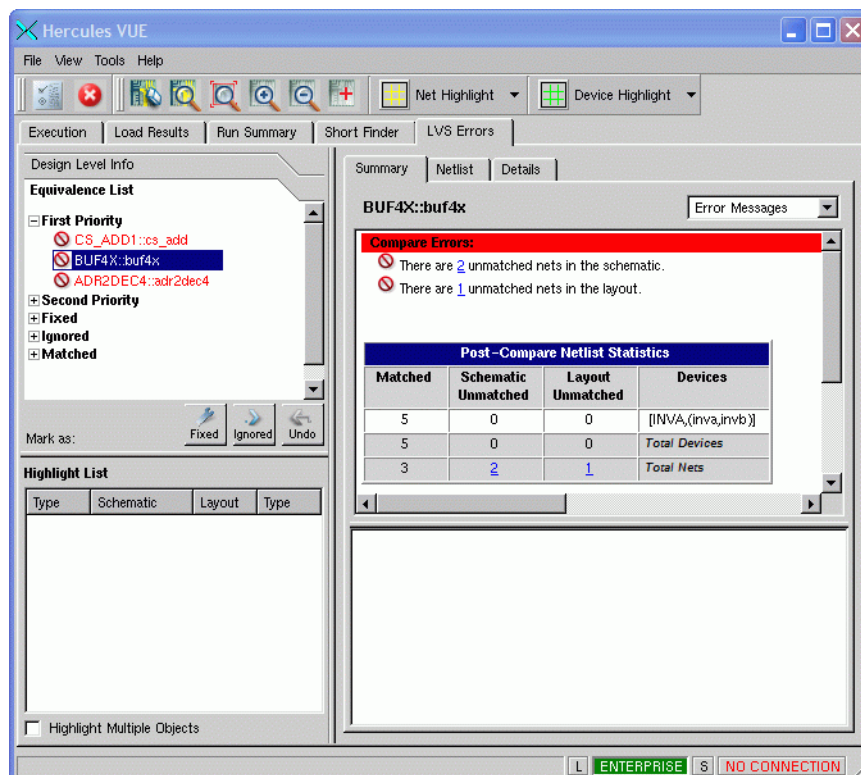 Hercules VUE
File View Tools Help
Net Highlight Device Highlight
Execution Load Results Run Summary Short Finder LVS Errors
Design Level Info
Equivalence List
First Priority
CS_ADD1::cs_add
BUF4X::buf4x
ADR2DEC4::adr2dec4
Second Priority
Fixed
Ignored
Matched
Mark as: Fixed Ignored Undo
Highlight List
Type Schematic Layout Type
Highlight Multiple Objects
Summary Netlist Details
BUF4X::buf4x Error Messages
Compare Errors:
There are 2 unmatched nets in the schematic.
There are 1 unmatched nets in the layout.
Post-Compare Netlist Statistics
Matched Schematic Unmatched Layout Unmatched Devices
5 0 0 [INVA,(inva,invb)]
5 0 0 Total Devices
3 2 1 Total Nets
L ENTERPRISE S NO CONNECTION